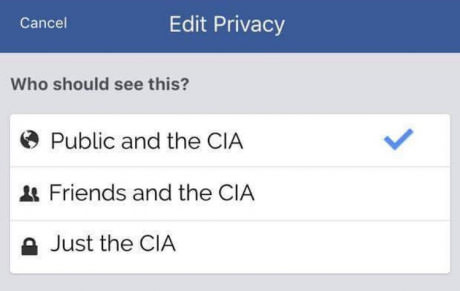 Cancel Edit Privacy
Who should see this?
Public and the CIA
Friends and the CIA
Just the CIA